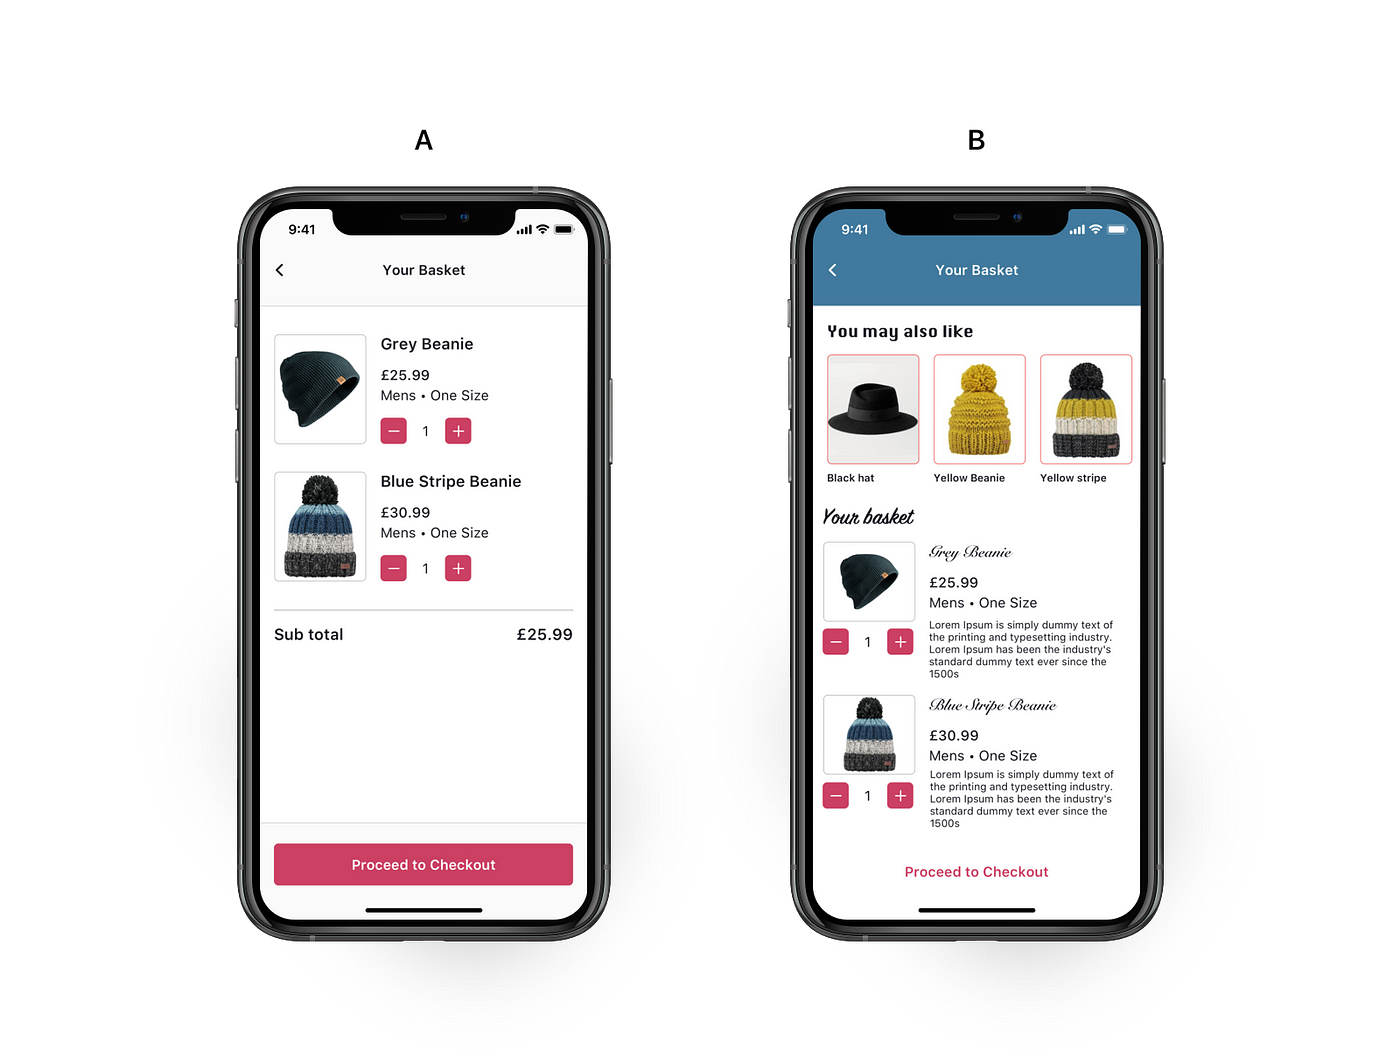 A
9:41
Your Basket
Grey Beanie
£25.99
Mens • One Size
1
Blue Stripe Beanie
£30.99
Mens • One Size
1
Sub total £25.99
Proceed to Checkout
B
9:41
Your Basket
You may also like
Black hat Yellow Beanie Yellow stripe
Your basket
Grey Beanie
£25.99
Mens • One Size
1
Lorem Ipsum is simply dummy text of
the printing and typesetting industry.
Lorem Ipsum has been the industry's
standard dummy text ever since the
1500s
Blue Stripe Beanie
£30.99
Mens • One Size
1
Lorem Ipsum is simply dummy text of
the printing and typesetting industry.
Lorem Ipsum has been the industry's
standard dummy text ever since the
1500s
Proceed to Checkout